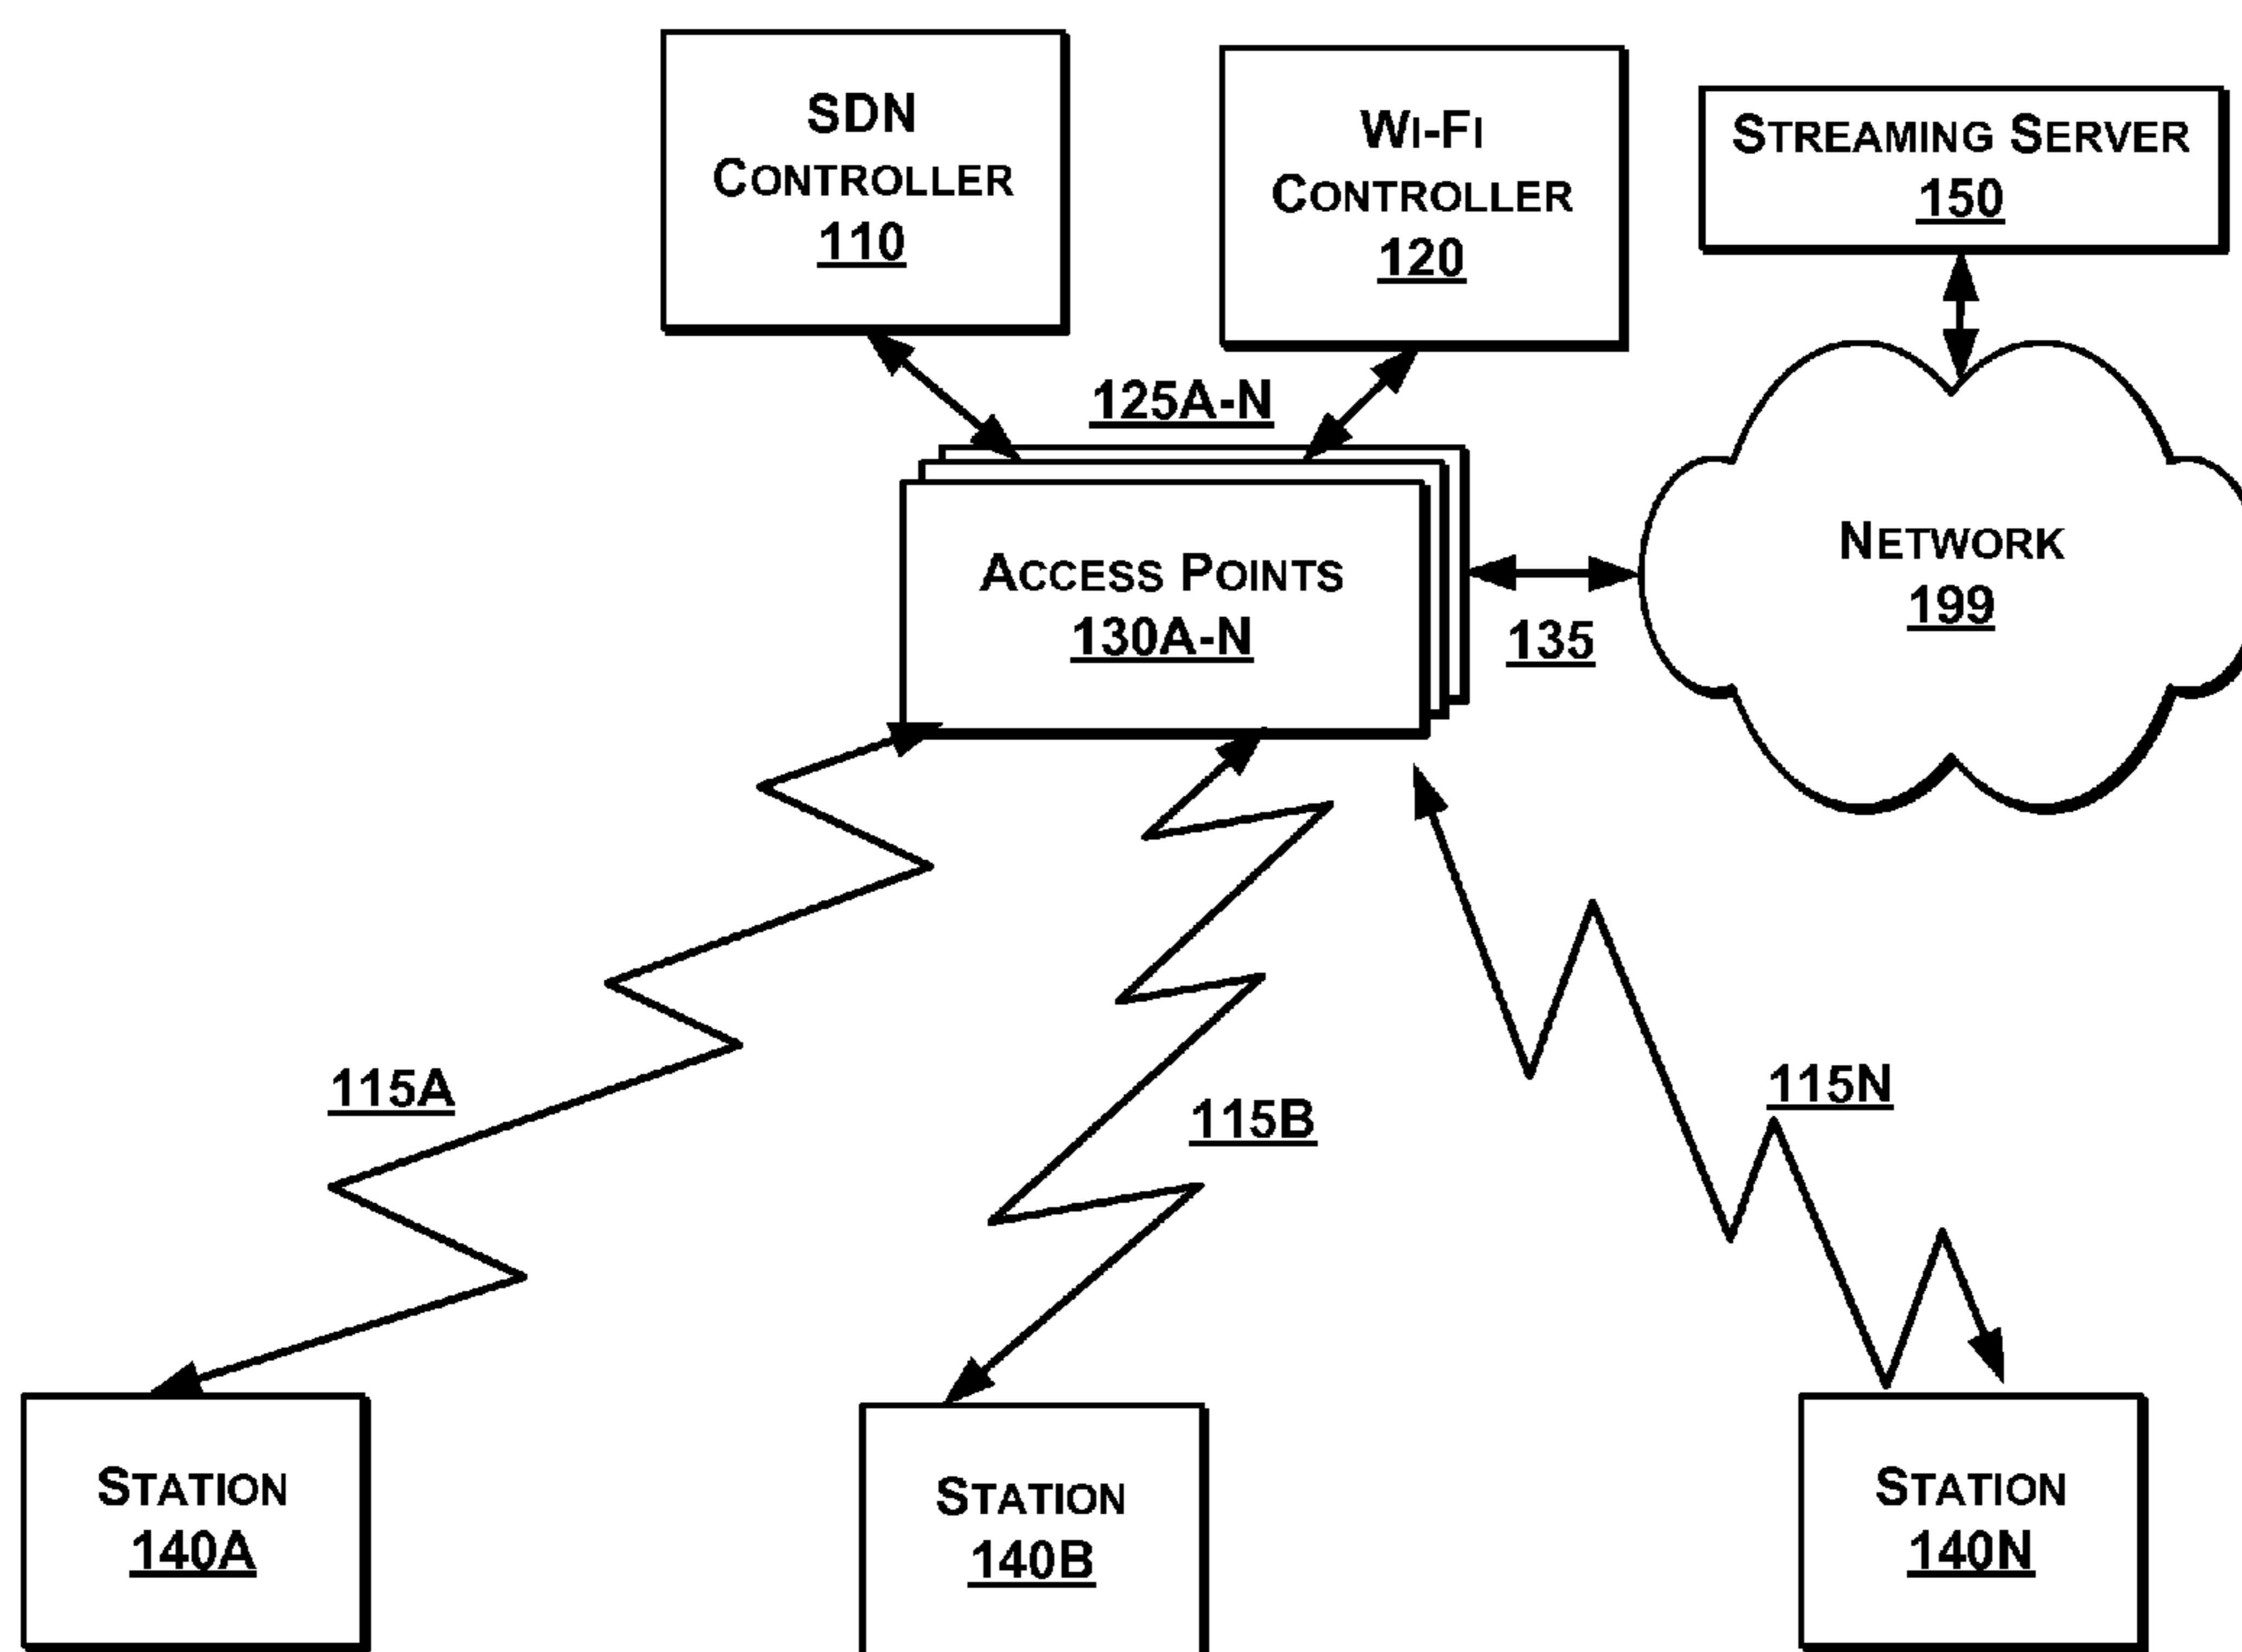 SDN
CONTROLLER
110
WI-FI
CONTROLLER
120
STREAMING SERVER
150
125A-N
ACCESS POINTS
130A-N
135
NETWORK
199
115A
115B
115N
STATION
140A
STATION
140B
STATION
140N